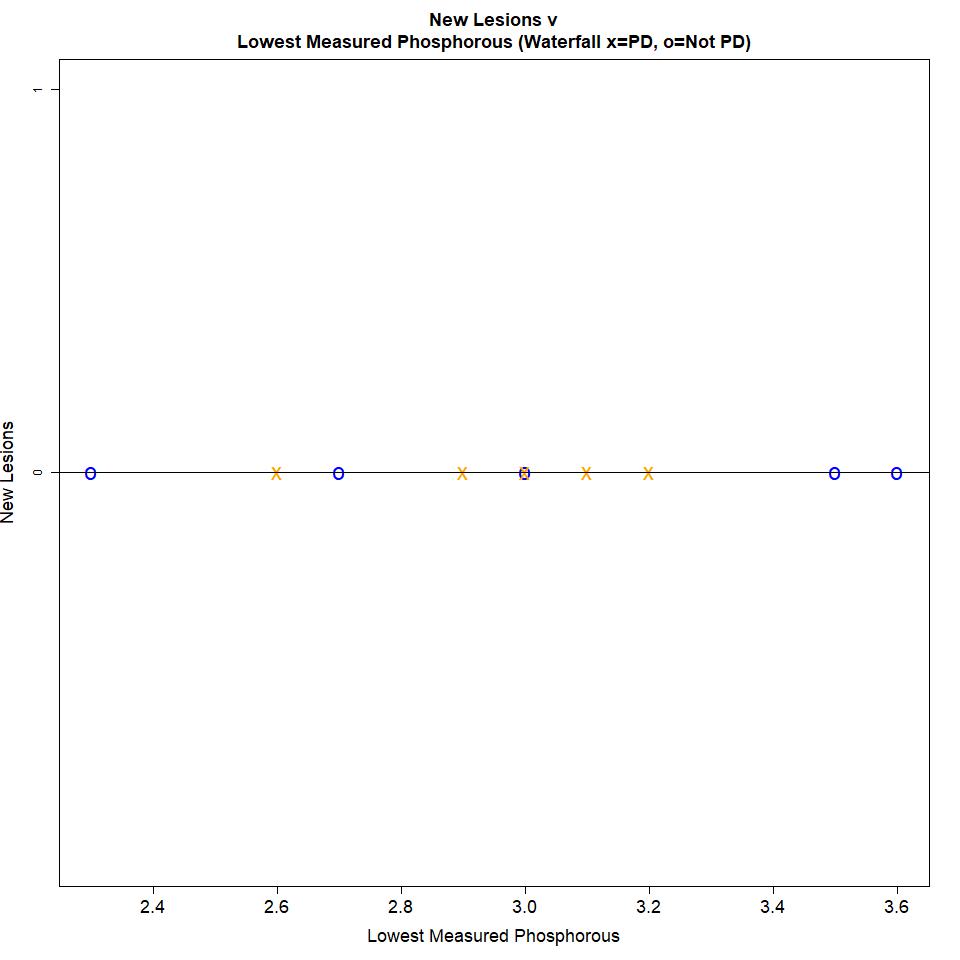 New Lesions v
Lowest Measured Phosphorous (Waterfall x=PD, o=Not PD)
1
0
New Lesions
o x o x o x x x o o
2.4 2.6 2.8 3.0 3.2 3.4 3.6
Lowest Measured Phosphorous